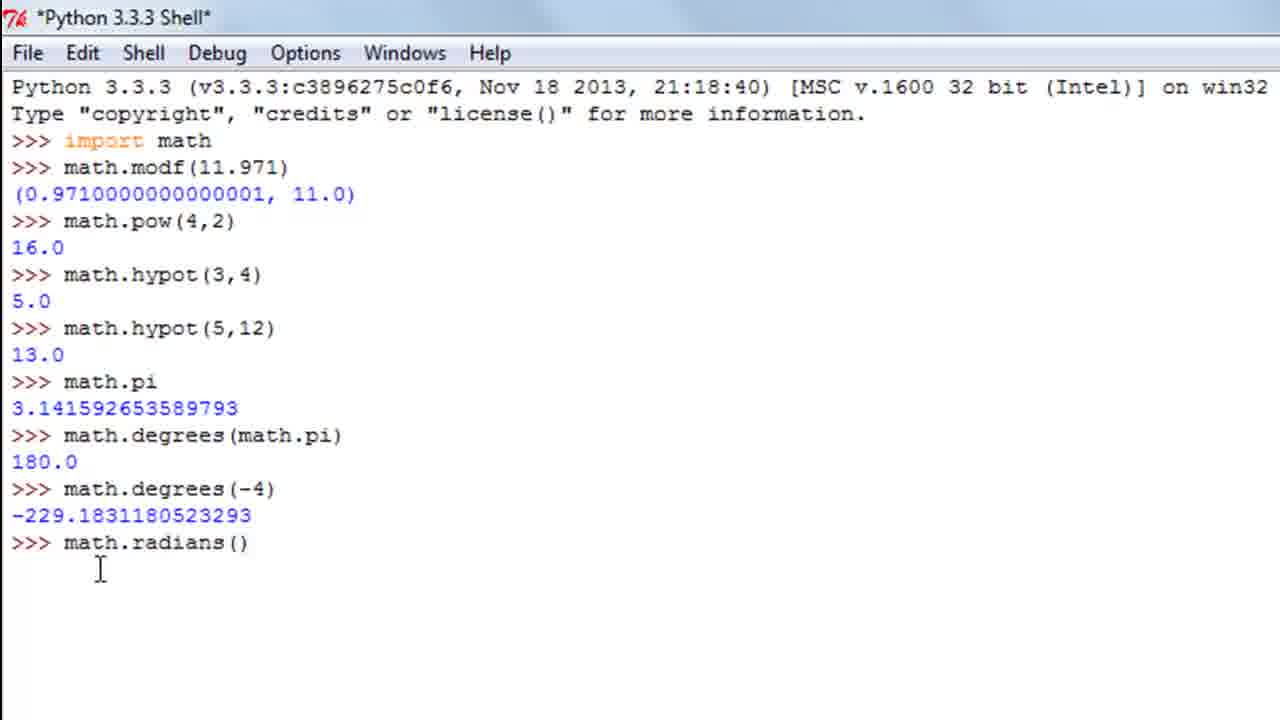 *Python 3.3.3 Shell*
File Edit Shell Debug Options Windows Help
Python 3.3.3 (v3.3.3:c3896275c0f6, Nov 18 2013, 21:18:40) [MSC v.1600 32 bit (Intel)] on win32
Type "copyright", "credits" or "license()" for more information.
>>> import math
>>> math.modf(11.971)
(0.9710000000000001, 11.0)
>>> math.pow(4,2)
16.0
>>> math.hypot(3,4)
5.0
>>> math.hypot(5,12)
13.0
>>> math.pi
3.141592653589793
>>> math.degrees(math.pi)
180.0
>>> math.degrees(-4)
-229.1831180523293
>>> math.radians()